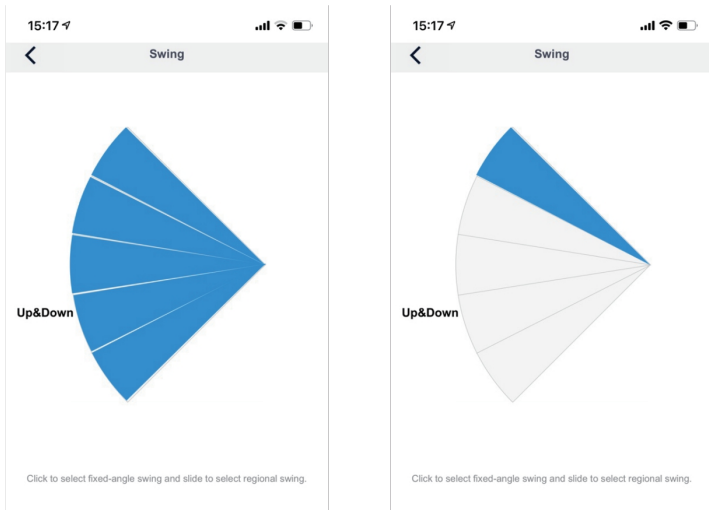 15:17
Swing
Up&Down
Click to select fixed-angle swing and slide to select regional swing.
15:17
Swing
Up&Down
Click to select fixed-angle swing and slide to select regional swing.